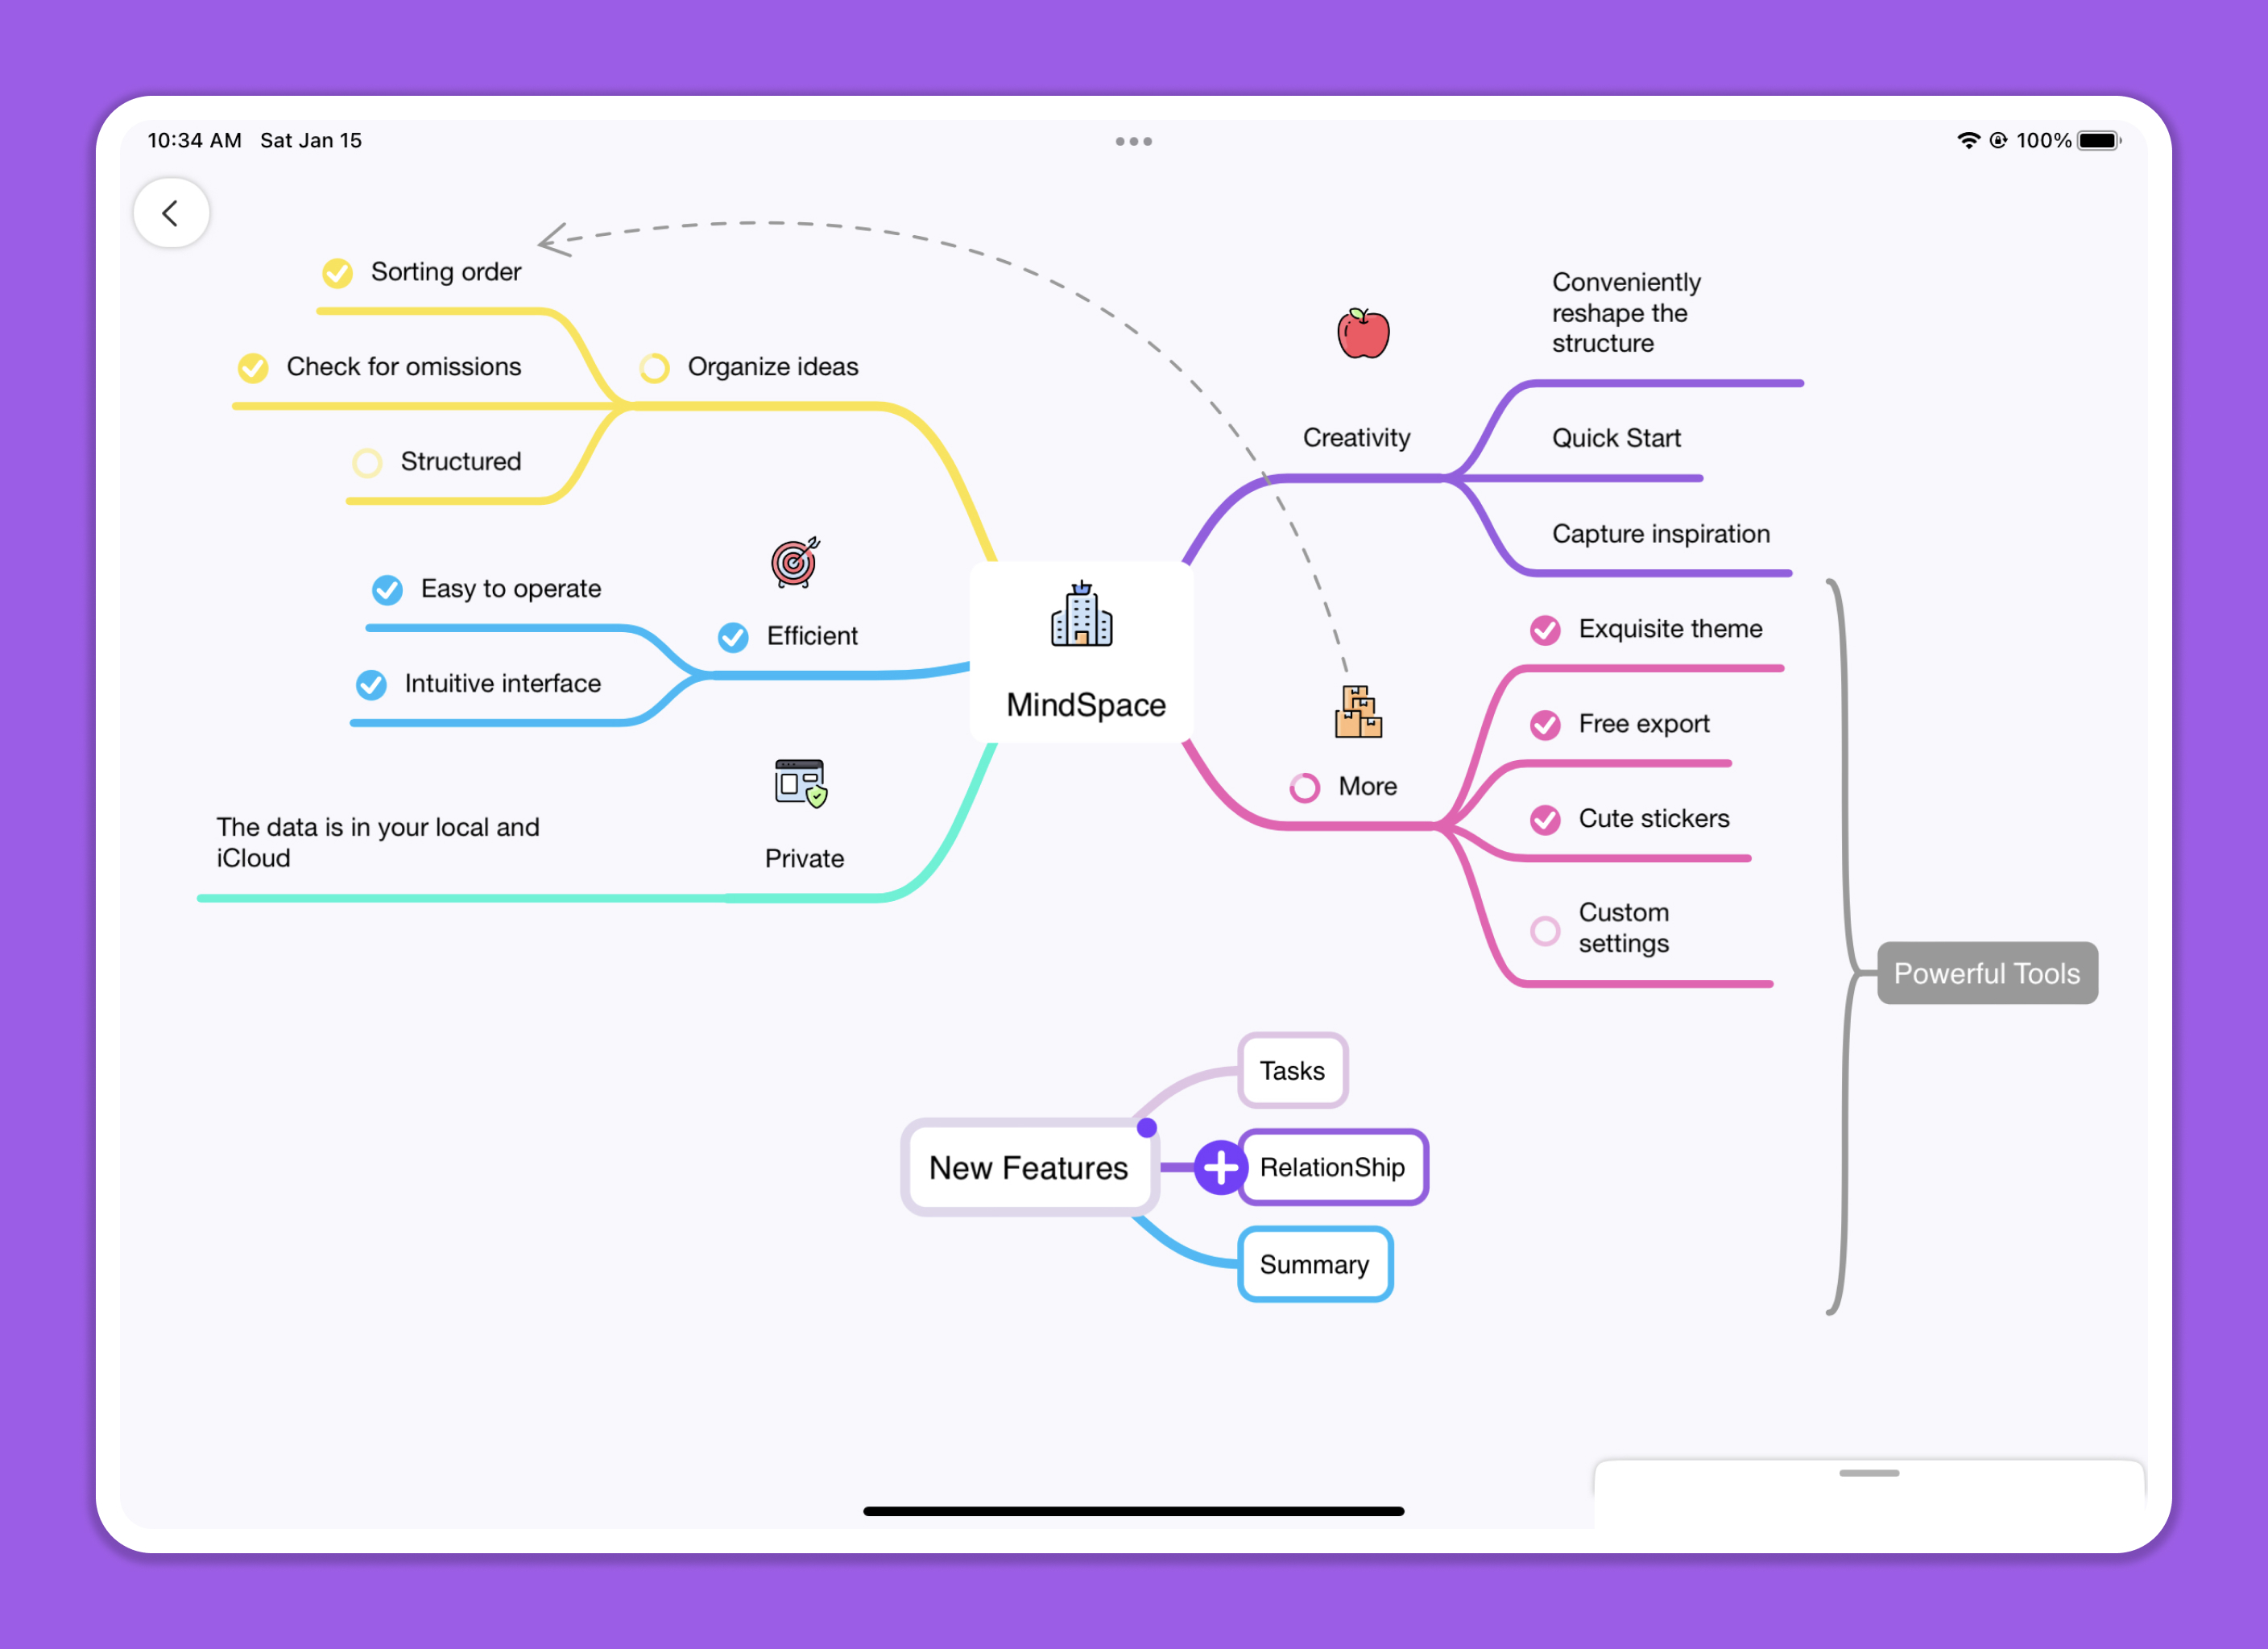 10:34 AM Sat Jan 15
100%
Sorting order
Check for omissions
Organize ideas
Structured
Easy to operate
Efficient
Intuitive interface
The data is in your local and
iCloud
Private
MindSpace
Creativity
Conveniently
reshape the
structure
Quick Start
Capture inspiration
More
Exquisite theme
Free export
Cute stickers
Custom
settings
Powerful Tools
New Features
Tasks
RelationShip
Summary